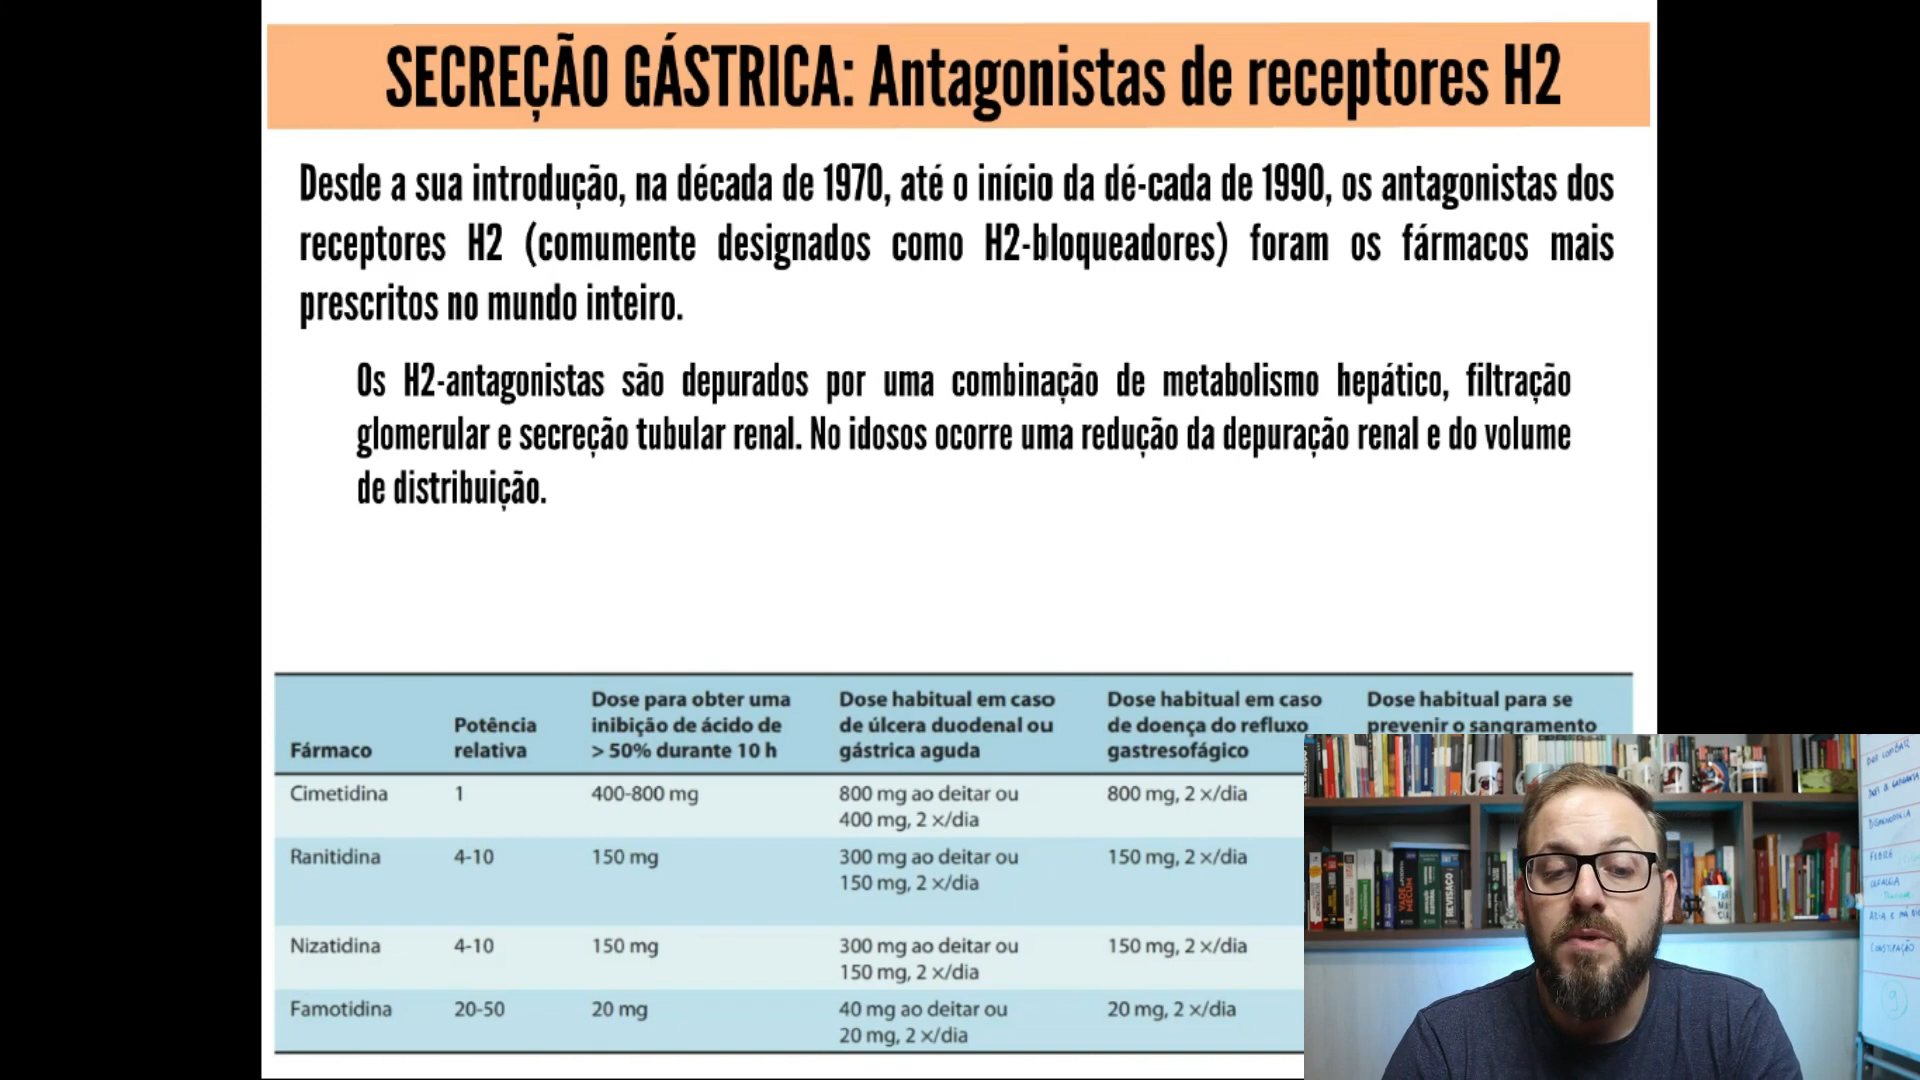 SECREÇÃO GÁSTRICA: Antagonistas de receptores H2
Desde a sua introdução, na década de 1970, até o início da dé-cada de 1990, os antagonistas dos
receptores H2 (comumente designados como H2-bloqueadores) foram os fármacos mais
prescritos no mundo inteiro.
Os H2-antagonistas são depurados por uma combinação de metabolismo hepático, filtração
glomerular e secreção tubular renal. No idosos ocorre uma redução da depuração renal e do volume
de distribuição.
Fármaco
Potência
relativa
Dose para obter uma
inibição de ácido de
> 50% durante 10 h
Dose habitual em caso
de úlcera duodenal ou
gástrica aguda
Dose habitual em caso
de doença do refluxo
gastresofágico
Dose habitual para se
prevenir o sangramento
Cimetidina 1 400-800 mg 800 mg ao deitar ou 800 mg, 2 ×/dia
400 mg, 2 ×/dia
Ranitidina 4-10 150 mg 300 mg ao deitar ou 150 mg, 2 ×/dia
150 mg, 2 ×/dia
Nizatidina 4-10 150 mg 300 mg ao deitar ou 150 mg, 2 ×/dia
150 mg, 2 ×/dia
Famotidina 20-50 20 mg 40 mg ao deitar ou 20 mg, 2 ×/dia
20 mg, 2 ×/dia
VADE
MECUM
REVISAÇO
FEBRE
CONSTIPAÇÃO
9